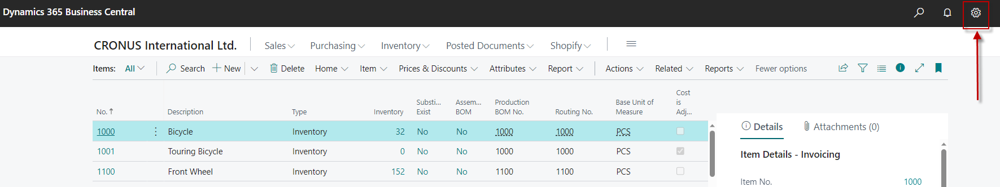 Dynamics 365 Business Central
CRONUS International Ltd. Sales Purchasing Inventory Posted Documents Shopify
Items: All Search New Delete Home Item Prices & Discounts Attributes Report Actions Related Reports Fewer options
No. Description Type Inventory Substi... Exist Assem... BOM Production BOM No. Routing No. Base Unit of Measure Cost is Adj...
1000 Bicycle Inventory 32 No No 1000 1000 PCS
1001 Touring Bicycle Inventory 0 No No 1000 1000 PCS
1100 Front Wheel Inventory 152 No No 1100 1100 PCS
Details Attachments (0)
Item Details - Invoicing
Item No. 1000